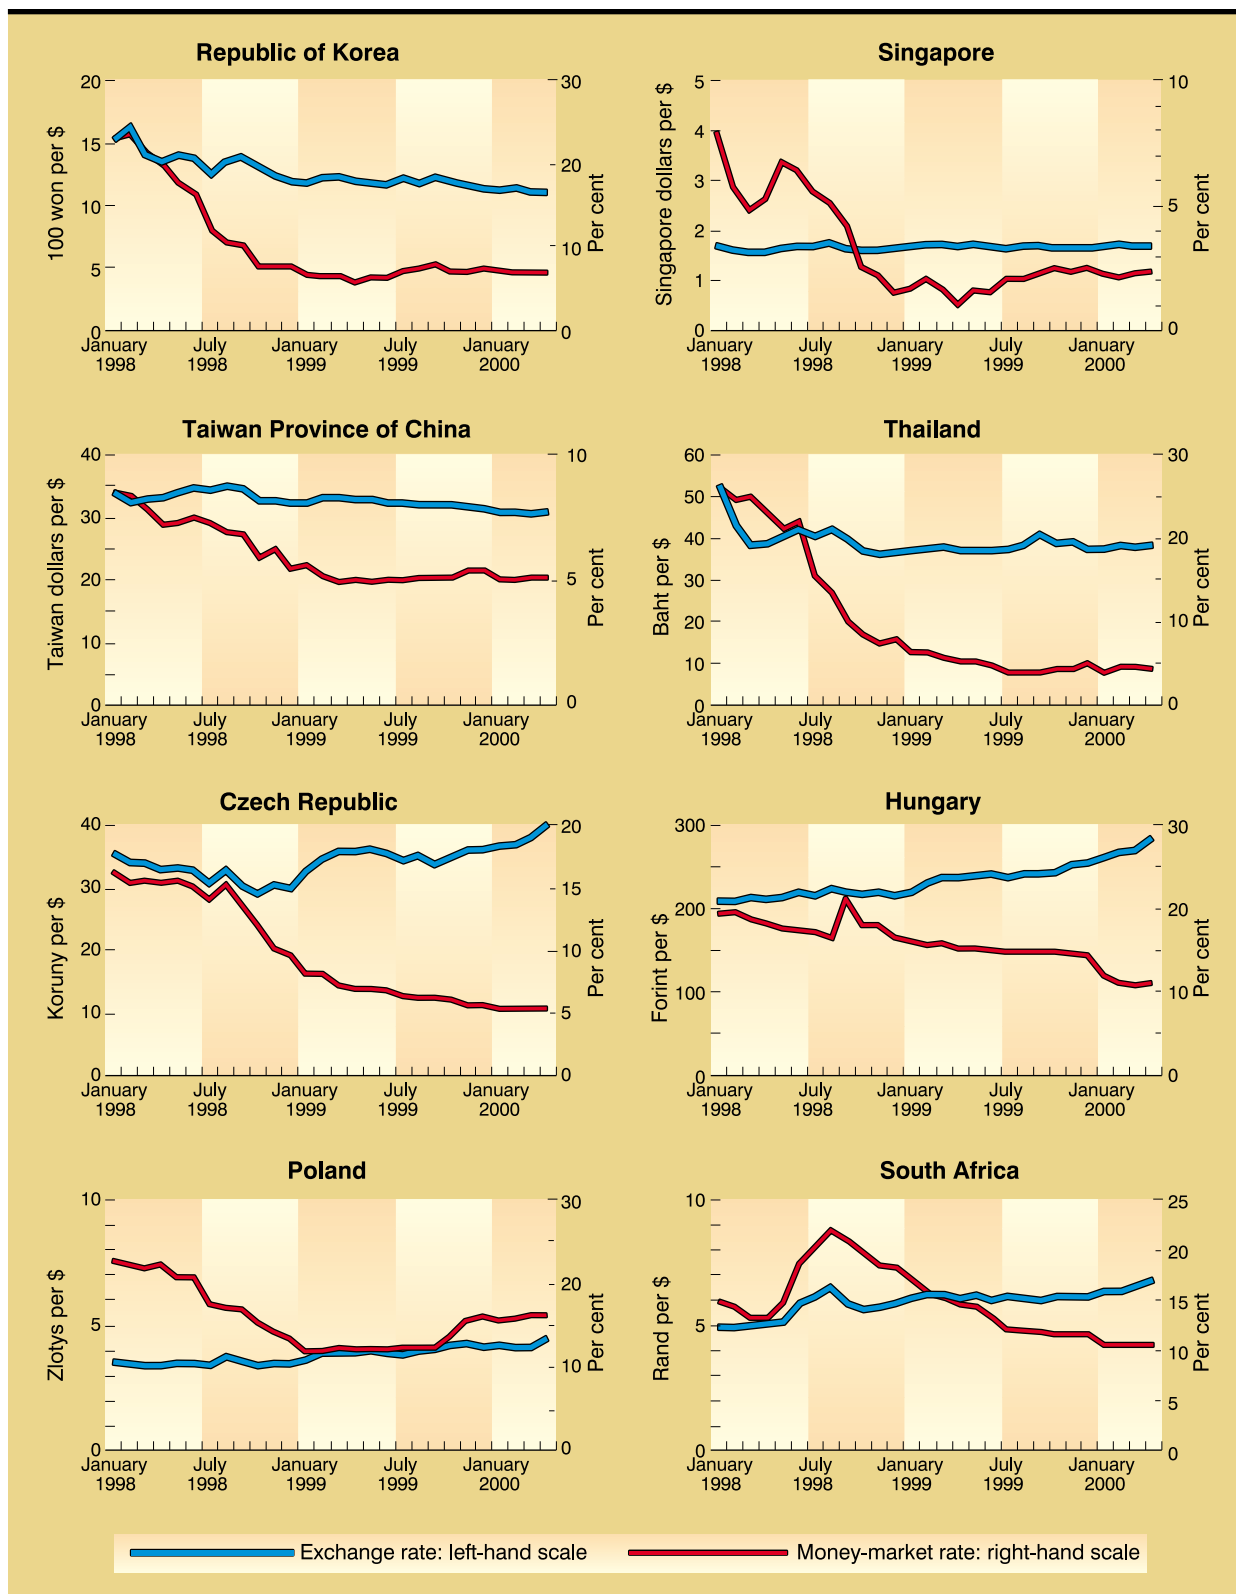 Republic of Korea
100 won per $
20
15
10
5
0
30
20
10
0
Per cent
January 1998
July 1998
January 1999
July 1999
January 2000
Singapore
Singapore dollars per $
5
4
3
2
1
0
10
5
0
Per cent
January 1998
July 1998
January 1999
July 1999
January 2000
Taiwan Province of China
Taiwan dollars per $
40
30
20
10
0
10
5
0
Per cent
January 1998
July 1998
January 1999
July 1999
January 2000
Thailand
Baht per $
60
50
40
30
20
10
0
30
20
10
0
Per cent
January 1998
July 1998
January 1999
July 1999
January 2000
Czech Republic
Koruny per $
40
30
20
10
0
20
15
10
5
0
Per cent
January 1998
July 1998
January 1999
July 1999
January 2000
Hungary
Forint per $
300
200
100
0
30
20
10
0
Per cent
January 1998
July 1998
January 1999
July 1999
January 2000
Poland
Zlotys per $
10
5
0
30
20
10
0
Per cent
January 1998
July 1998
January 1999
July 1999
January 2000
South Africa
Rand per $
10
5
0
25
20
15
10
5
0
Per cent
January 1998
July 1998
January 1999
July 1999
January 2000
Exchange rate: left-hand scale
Money-market rate: right-hand scale